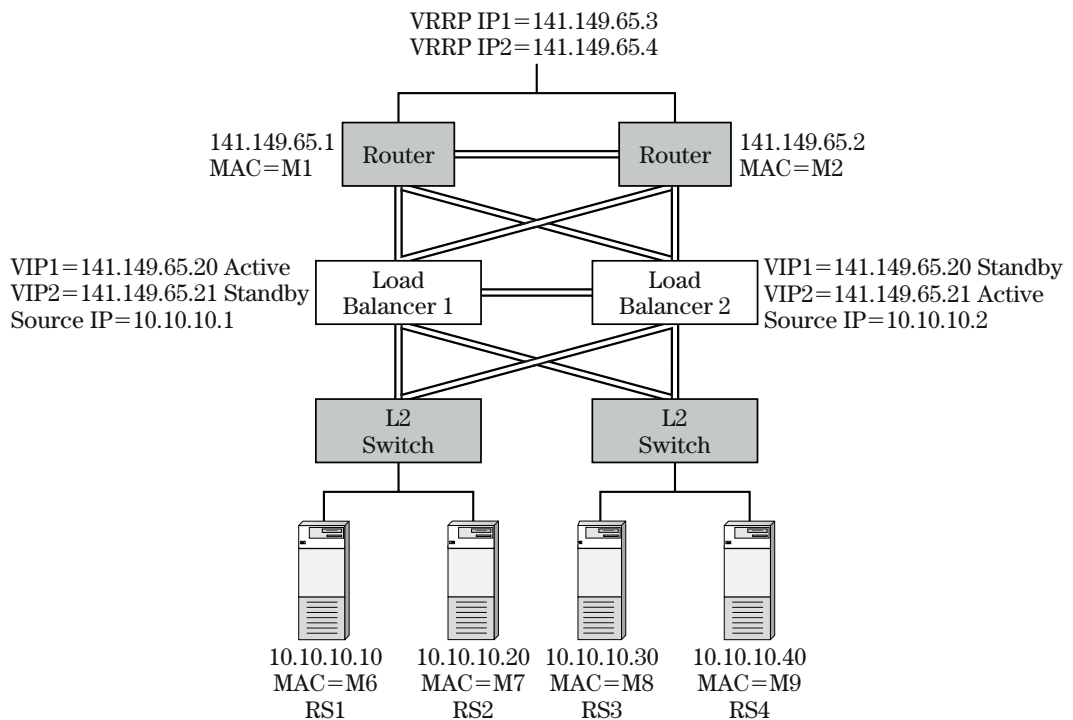 VRRP IP1=141.149.65.3
VRRP IP2=141.149.65.4
141.149.65.1
MAC=M1
Router
Router
141.149.65.2
MAC=M2
VIP1=141.149.65.20 Active
VIP2=141.149.65.21 Standby
Source IP=10.10.10.1
Load
Balancer 1
Load
Balancer 2
VIP1=141.149.65.20 Standby
VIP2=141.149.65.21 Active
Source IP=10.10.10.2
L2
Switch
L2
Switch
10.10.10.10
MAC=M6
RS1
10.10.10.20
MAC=M7
RS2
10.10.10.30
MAC=M8
RS3
10.10.10.40
MAC=M9
RS4